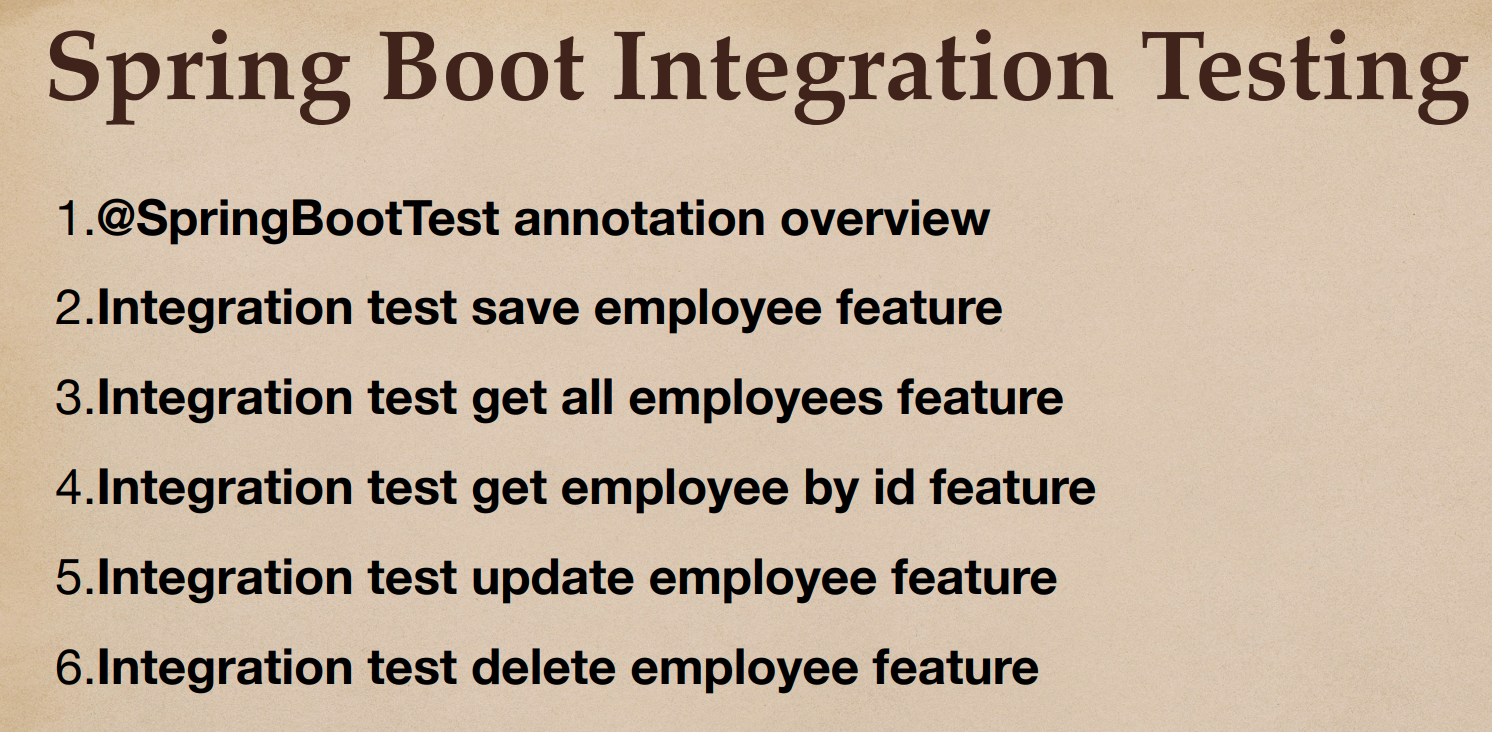 Spring Boot Integration Testing
1.@SpringBootTest annotation overview
2.Integration test save employee feature
3.Integration test get all employees feature
4.Integration test get employee by id feature
5.Integration test update employee feature
6.Integration test delete employee feature